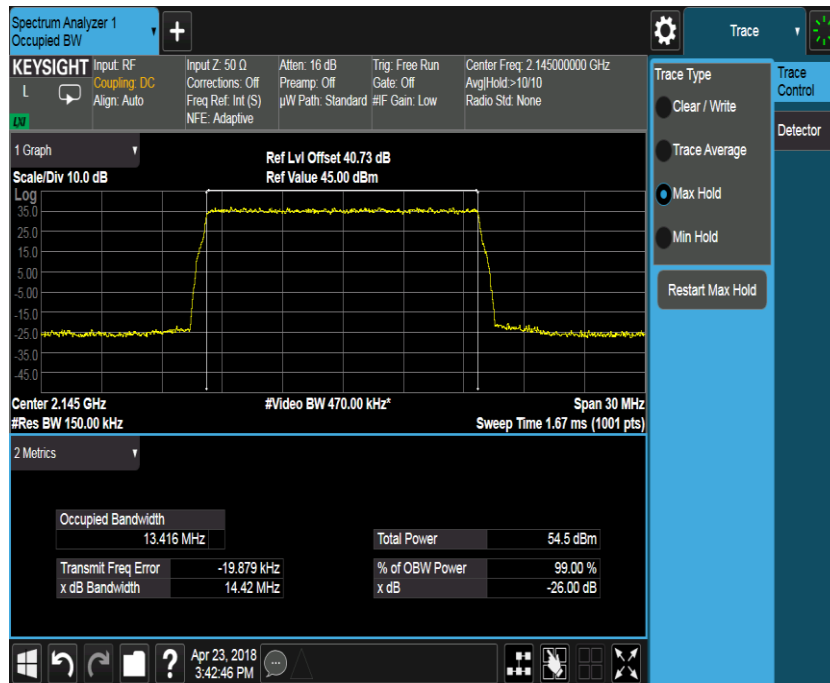 Spectrum Analyzer 1
Occupied BW
+
Trace
KEYSIGHT
L
LXI
Input: RF
Coupling: DC
Align: Auto
Input Z: 50 Ω
Corrections: Off
Freq Ref: Int (S)
NFE: Adaptive
Atten: 16 dB
Preamp: Off
µW Path: Standard
Trig: Free Run
Gate: Off
#IF Gain: Low
Center Freq: 2.145000000 GHz
Avg|Hold:>10/10
Radio Std: None
1 Graph
Scale/Div 10.0 dB
Ref Lvl Offset 40.73 dB
Ref Value 45.00 dBm
Log
35.0
25.0
15.0
5.00
-5.00
-15.0
-25.0
-35.0
-45.0
Center 2.145 GHz
#Video BW 470.00 kHz*
Span 30 MHz
#Res BW 150.00 kHz
Sweep Time 1.67 ms (1001 pts)
2 Metrics
Occupied Bandwidth
13.416 MHz
Total Power 54.5 dBm
Transmit Freq Error -19.879 kHz
% of OBW Power 99.00 %
x dB Bandwidth 14.42 MHz
x dB -26.00 dB
?
Apr 23, 2018
3:42:46 PM
Trace Type
Clear / Write
Trace Average
Max Hold
Min Hold
Restart Max Hold
Trace
Control
Detector